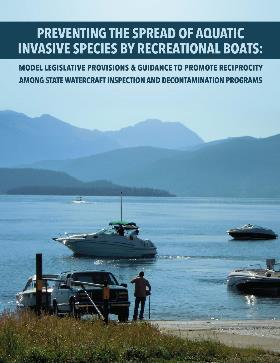 PREVENTING THE SPREAD OF AQUATIC
INVASIVE SPECIES BY RECREATIONAL BOATS:
MODEL LEGISLATIVE PROVISIONS & GUIDANCE TO PROMOTE RECIPROCITY
AMONG STATE WATERCRAFT INSPECTION AND DECONTAMINATION PROGRAMS